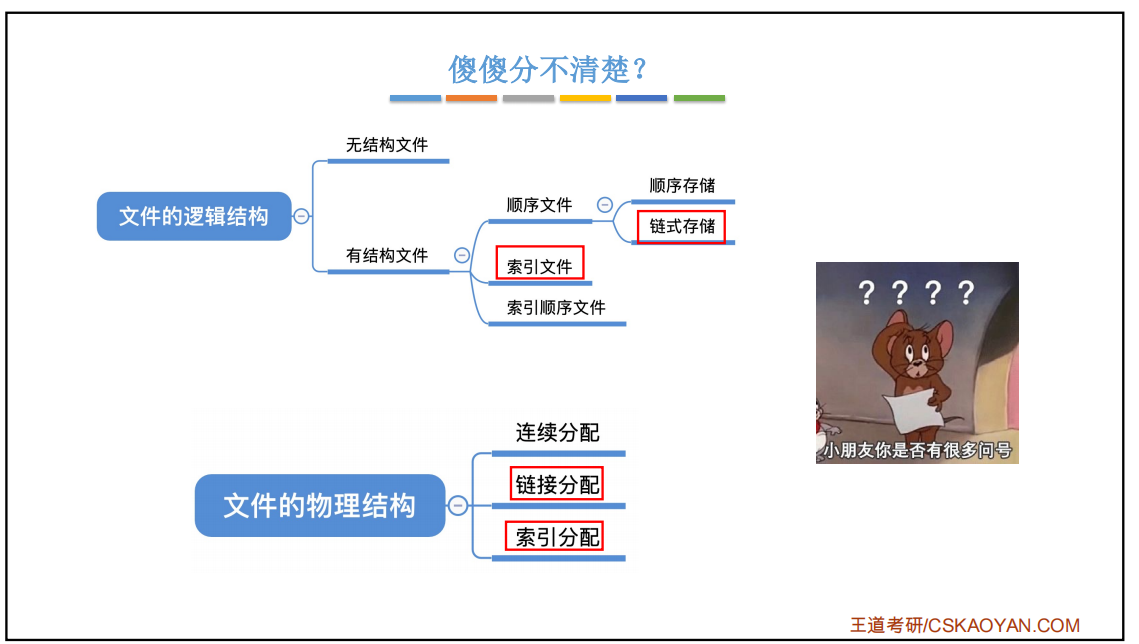 傻傻分不清楚？
无结构文件
顺序存储
顺序文件
文件的逻辑结构
链式存储
有结构文件
索引文件
索引顺序文件
？？？？
小朋友你是否有很多问号
连续分配
链接分配
文件的物理结构
索引分配
王道考研/CSKAOYAN.COM